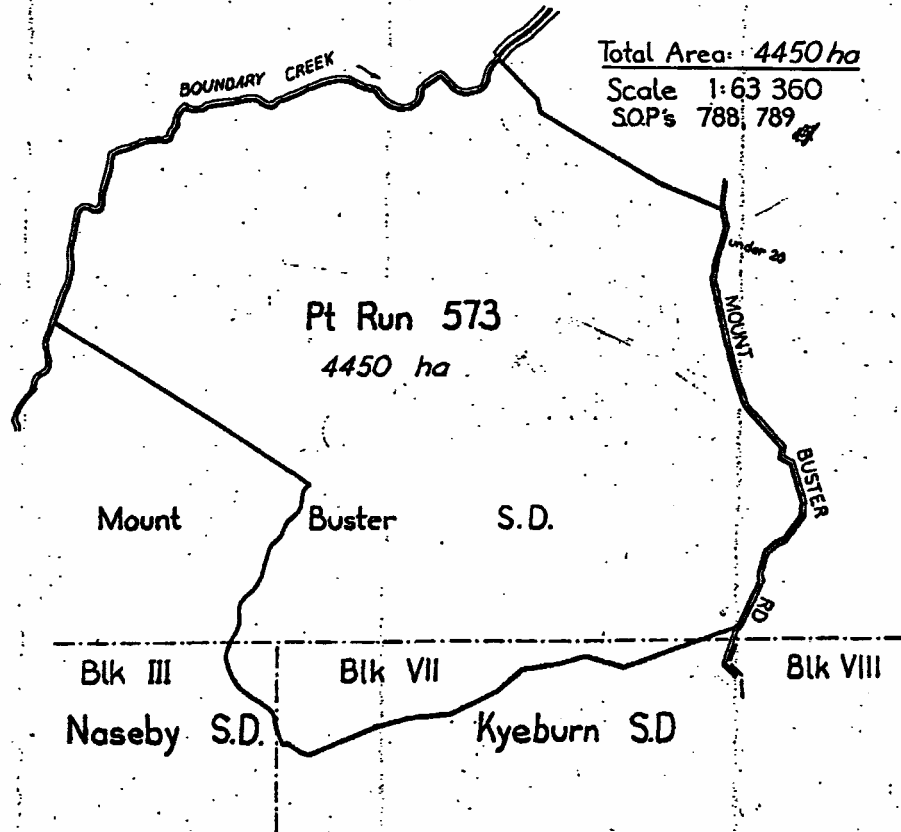 BOUNDARY CREEK
Total Area: 4450 ha
Scale 1:63 360
S.O.P's 788, 789
under 20
Pt Run 573
4450 ha
MOUNT BUSTER RD
Mount Buster S.D.
Blk III
Blk VII
Blk VIII
Naseby S.D.
Kyeburn S.D